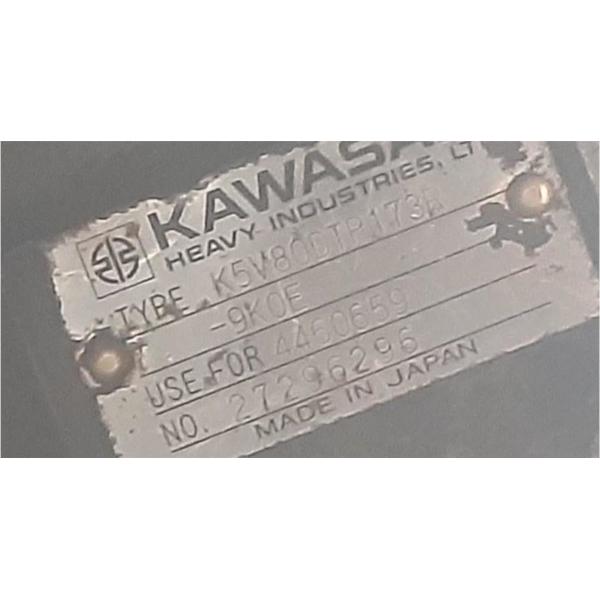 KAWASA
HEAVY INDUSTRIES, LT
TYPE K5V80DTP173R
-9K0E
USE FOR 4460659
NO. 27296296
MADE IN JAPAN